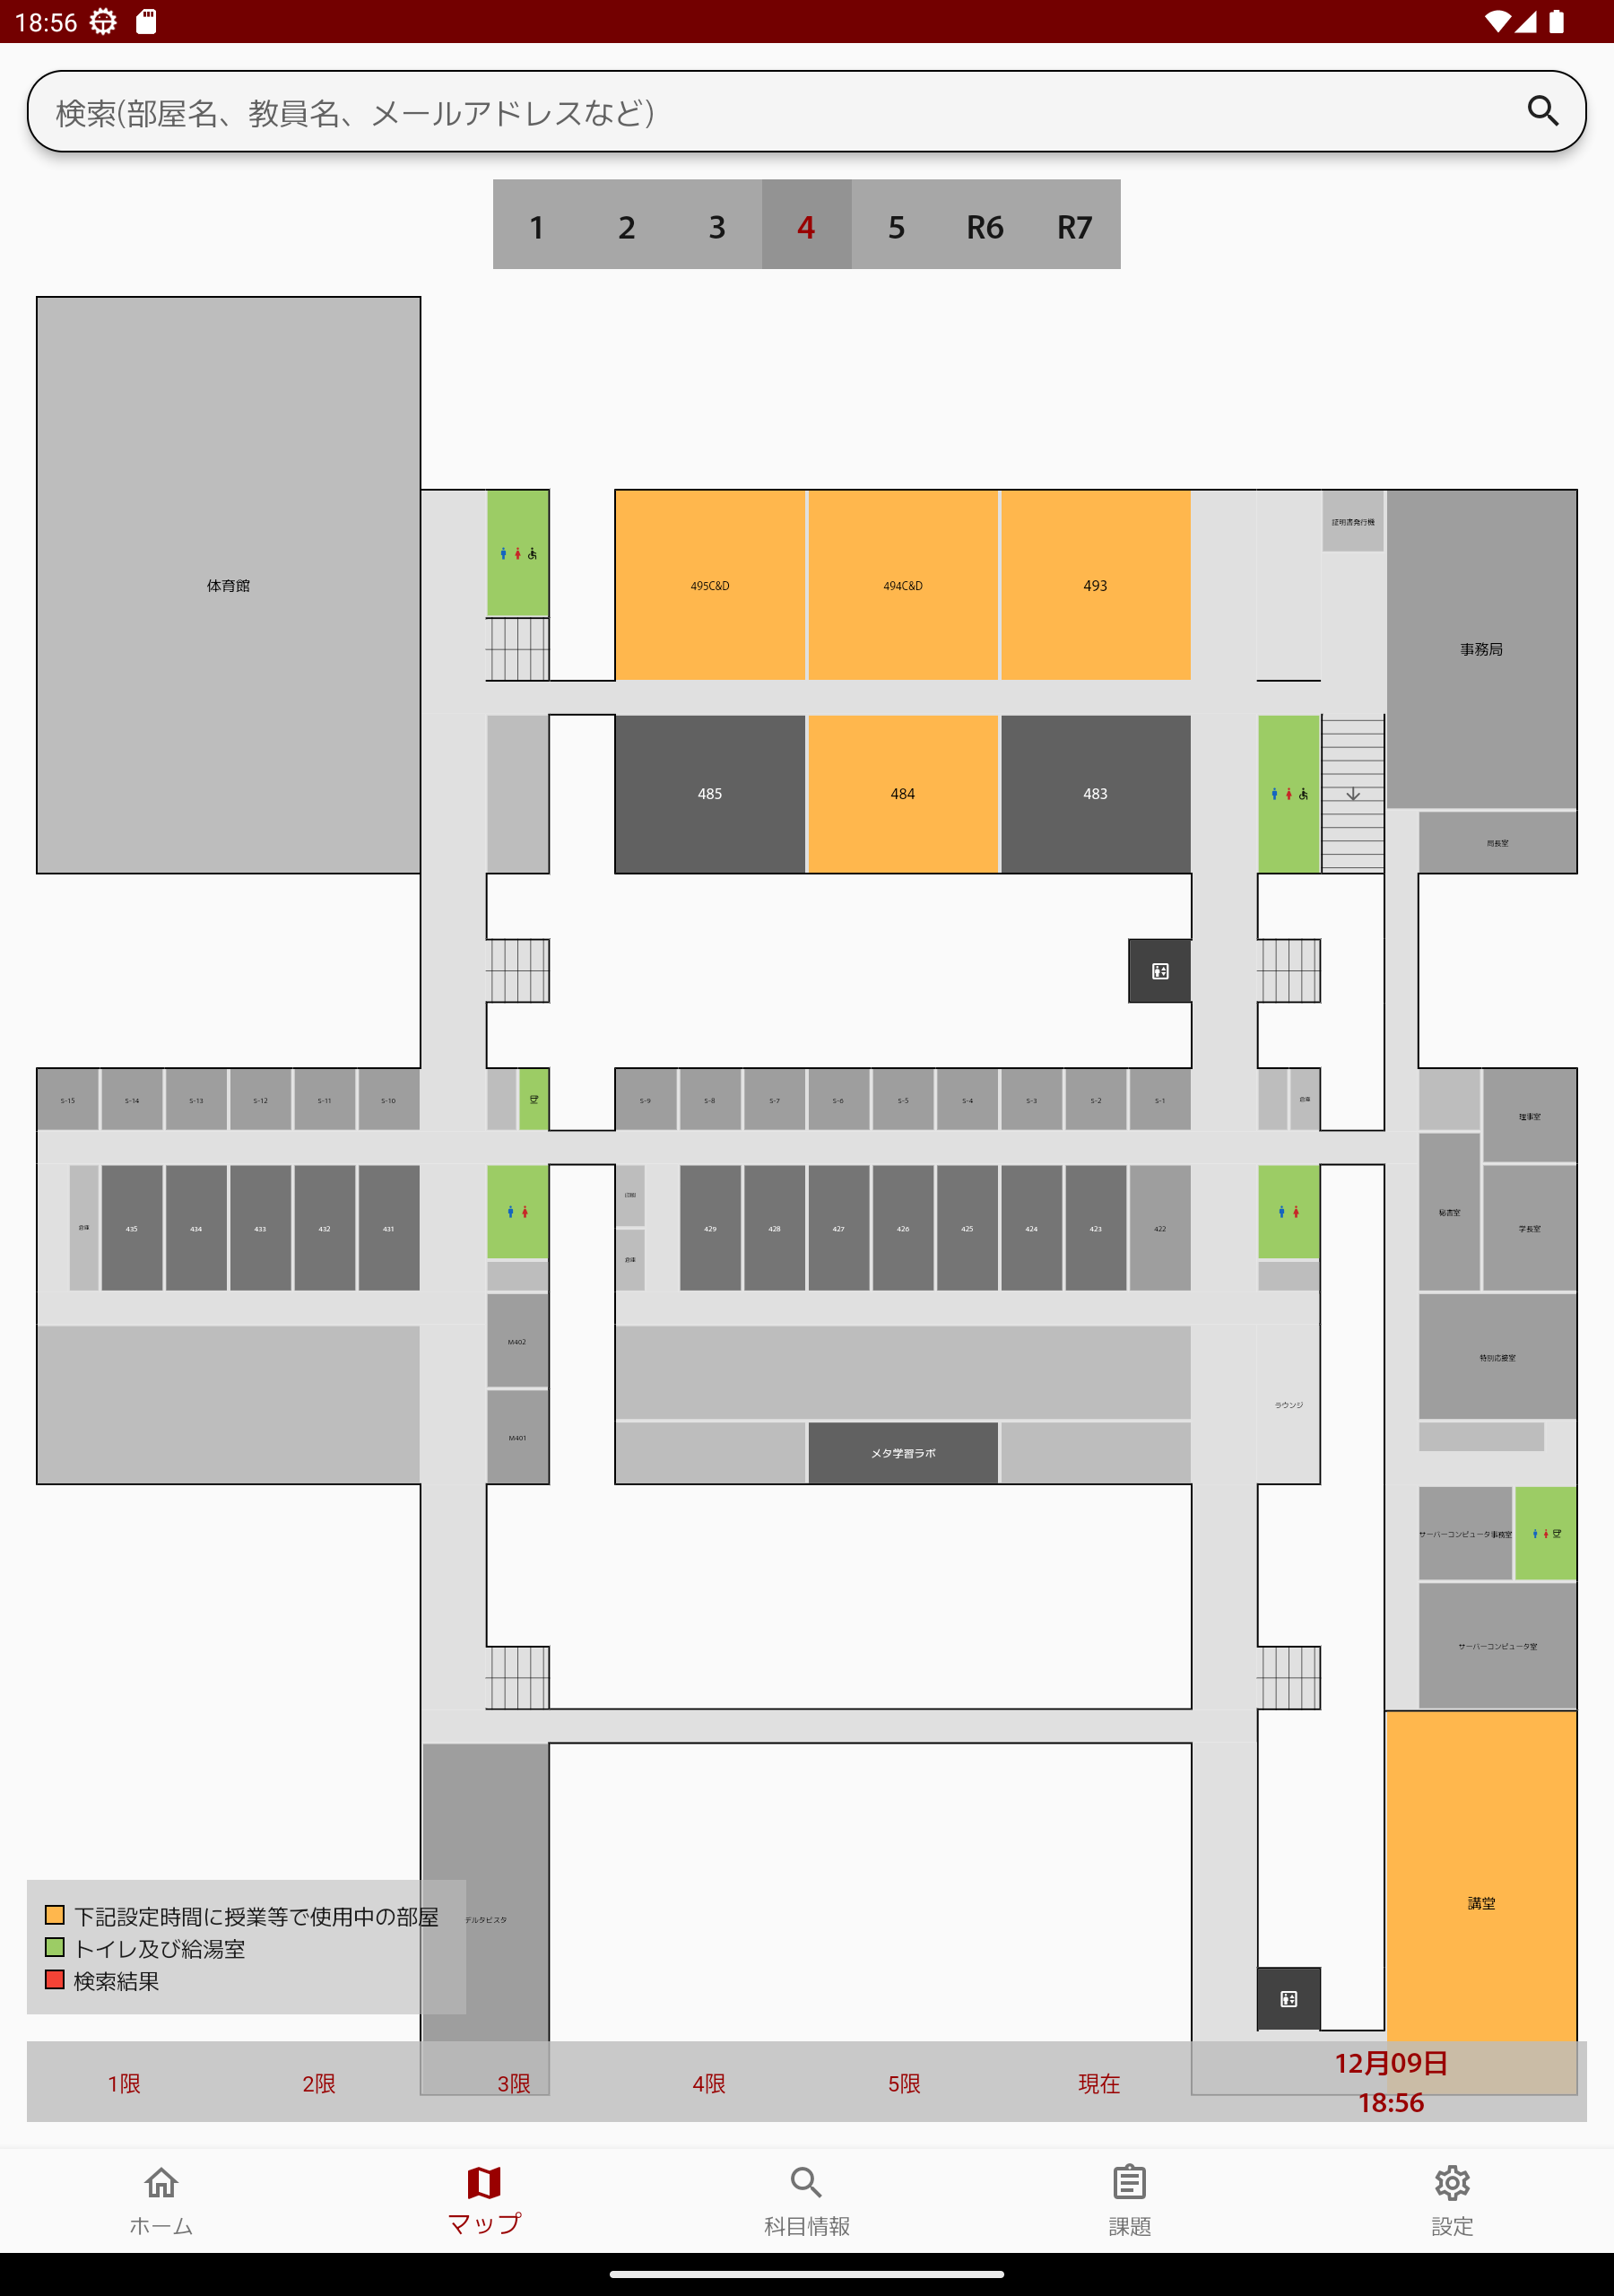 18:56
検索(部屋名、教員名、メールアドレスなど)
1 2 3 4 5 R6 R7
体育館
495C&D 494C&D 493
証明書発行機
事務局
485 484 483
局長室
S-15 S-14 S-13 S-12 S-11 S-10
S-9 S-8 S-7 S-6 S-5 S-4 S-3 S-2 S-1
倉庫
理事室
倉庫 435 434 433 432 431
印刷
倉庫
429 428 427 426 425 424 423 422
秘書室
学長室
M402
特別応接室
M401
ラウンジ
メタ学習ラボ
サーバーコンピュータ事務室
サーバーコンピュータ室
講堂
デルタビスタ
下記設定時間に授業等で使用中の部屋
トイレ及び給湯室
検索結果
1限 2限 3限 4限 5限 現在
12月09日
18:56
ホーム マップ 科目情報 課題 設定